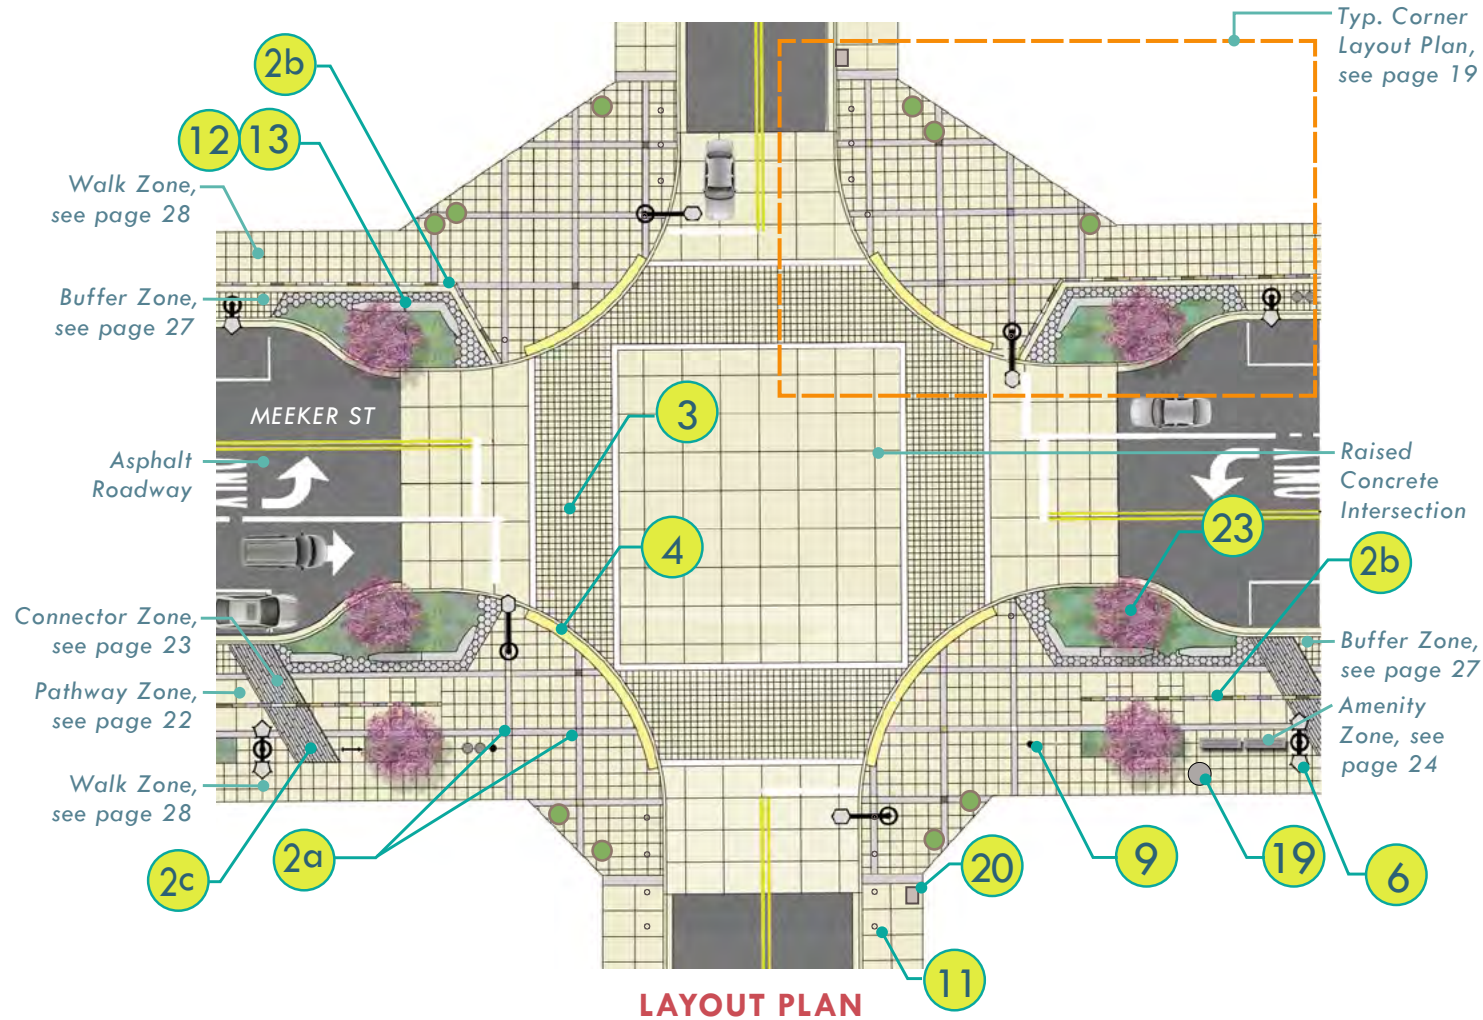 Typ. Corner
Layout Plan,
see page 19
2b
12
13
Walk Zone,
see page 28
Buffer Zone,
see page 27
MEEKER ST
3
Asphalt
Roadway
Raised
Concrete
Intersection
23
4
2b
Connector Zone,
see page 23
Buffer Zone,
see page 27
Pathway Zone,
see page 22
Amenity
Zone, see
page 24
Walk Zone,
see page 28
2c
2a
20
9
19
6
11
LAYOUT PLAN